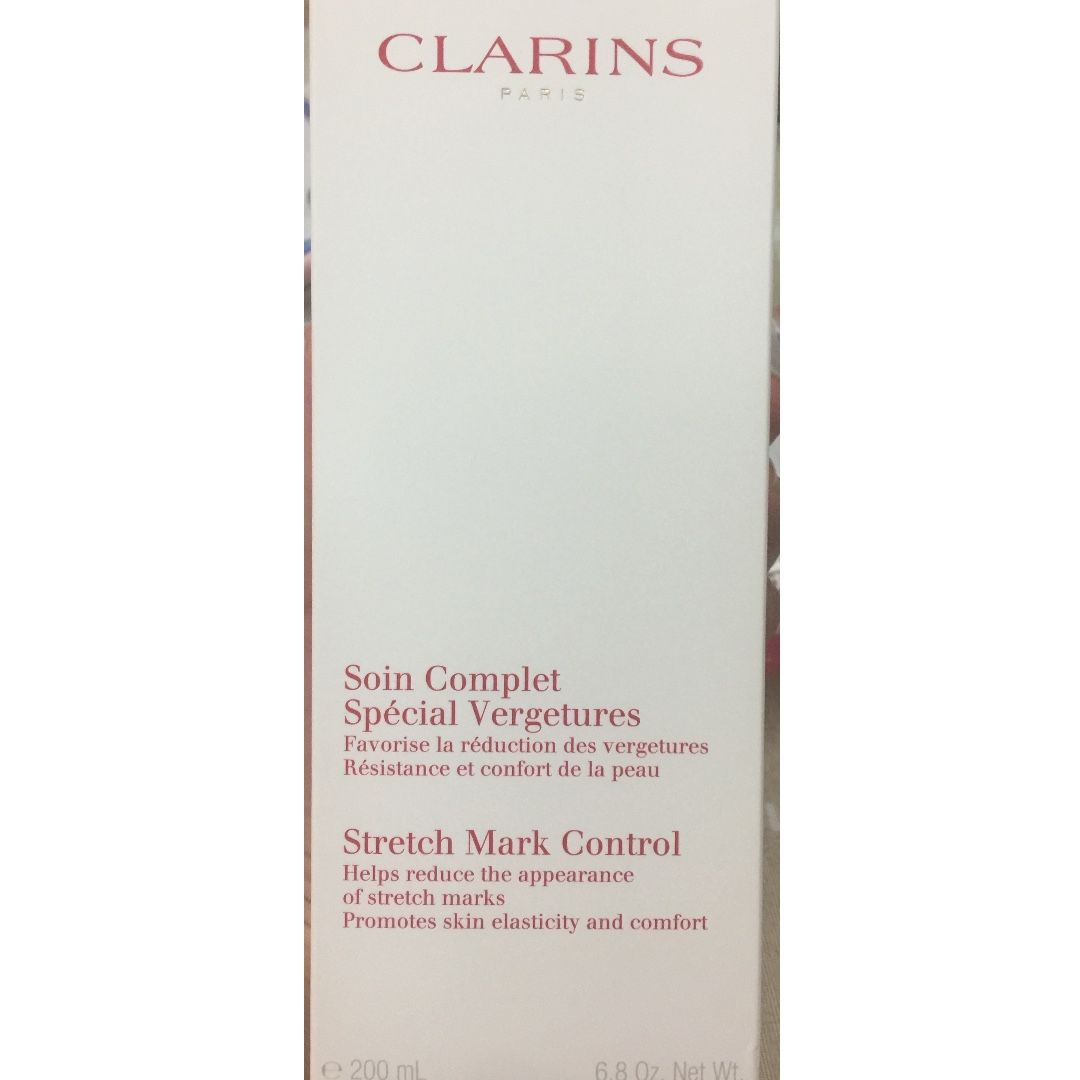 CLARINS
PARIS
Soin Complet
Spécial Vergetures
Favorise la réduction des vergetures
Résistance et confort de la peau
Stretch Mark Control
Helps reduce the appearance
of stretch marks
Promotes skin elasticity and comfort
℮ 200 mL 6.8 Oz. Net Wt.